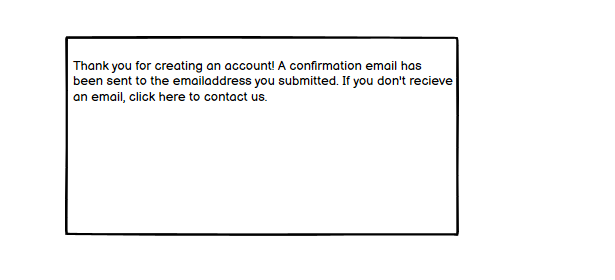 Thank you for creating an account! A confirmation email has
been sent to the emailaddress you submitted. If you don't recieve
an email, click here to contact us.